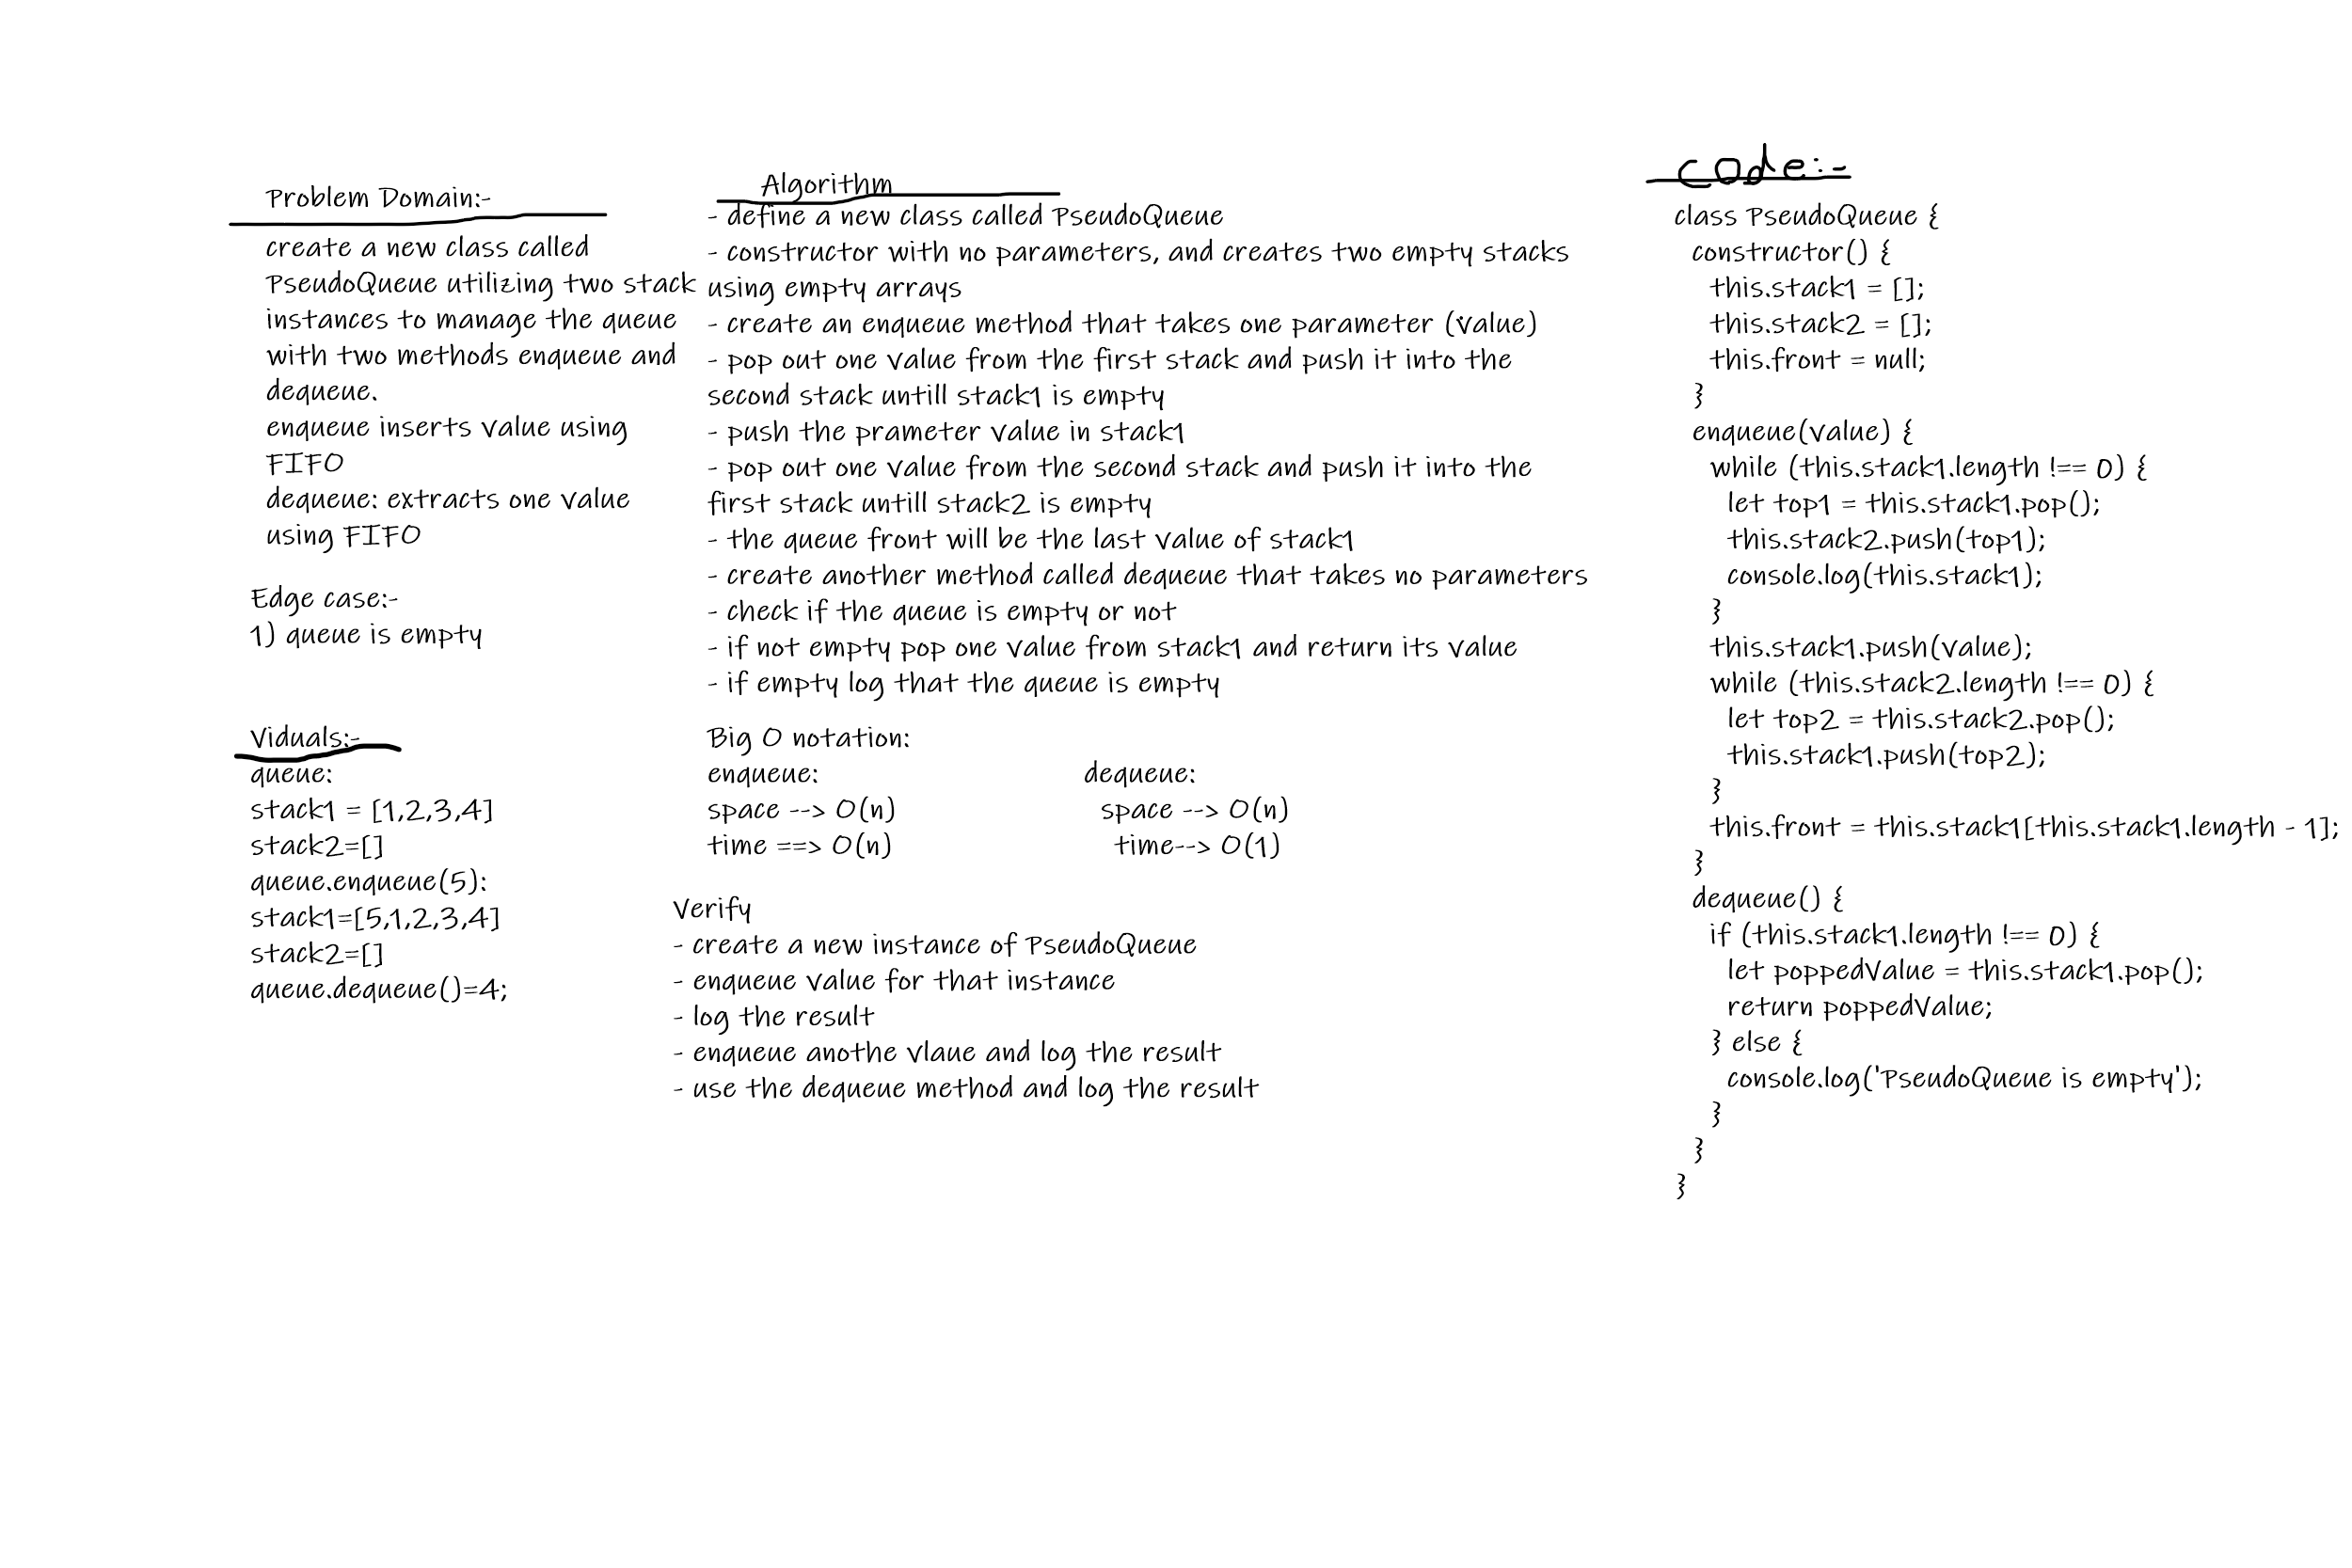 Problem Domain:-
create a new class called
PseudoQueue utilizing two stack
instances to manage the queue
with two methods enqueue and
dequeue.
enqueue inserts value using
FIFO
dequeue: extracts one value
using FIFO
Edge case:-
1) queue is empty
Viduals:-
queue:
stack1 = [1,2,3,4]
stack2=[]
queue.enqueue(5):
stack1=[5,1,2,3,4]
stack2=[]
queue.dequeue()=4;
Algorithm
- define a new class called PseudoQueue
- constructor with no parameters, and creates two empty stacks
using empty arrays
- create an enqueue method that takes one parameter (value)
- pop out one value from the first stack and push it into the
second stack untill stack1 is empty
- push the prameter value in stack1
- pop out one value from the second stack and push it into the
first stack untill stack2 is empty
- the queue front will be the last value of stack1
- create another method called dequeue that takes no parameters
- check if the queue is empty or not
- if not empty pop one value from stack1 and return its value
- if empty log that the queue is empty
Big O notation:
enqueue:
space --> O(n)
time ==> O(n)
dequeue:
space --> O(n)
time--> O(1)
Verify
- create a new instance of PseudoQueue
- enqueue value for that instance
- log the result
- enqueue anothe vlaue and log the result
- use the dequeue method and log the result
code:-
class PseudoQueue {
constructor() {
this.stack1 = [];
this.stack2 = [];
this.front = null;
}
enqueue(value) {
while (this.stack1.length !== 0) {
let top1 = this.stack1.pop();
this.stack2.push(top1);
console.log(this.stack1);
}
this.stack1.push(value);
while (this.stack2.length !== 0) {
let top2 = this.stack2.pop();
this.stack1.push(top2);
}
this.front = this.stack1[this.stack1.length - 1];
}
dequeue() {
if (this.stack1.length !== 0) {
let poppedValue = this.stack1.pop();
return poppedValue;
} else {
console.log('PseudoQueue is empty');
}
}
}